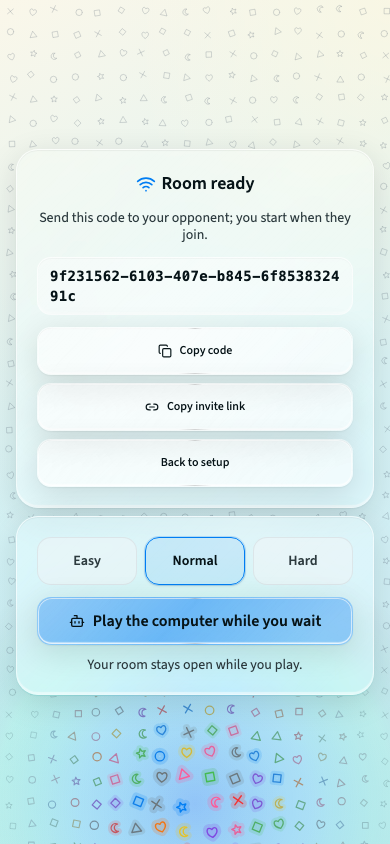 Room ready
Send this code to your opponent; you start when they
join.
9f231562-6103-407e-b845-6f8538324
91c
Copy code
Copy invite link
Back to setup
Easy
Normal
Hard
Play the computer while you wait
Your room stays open while you play.